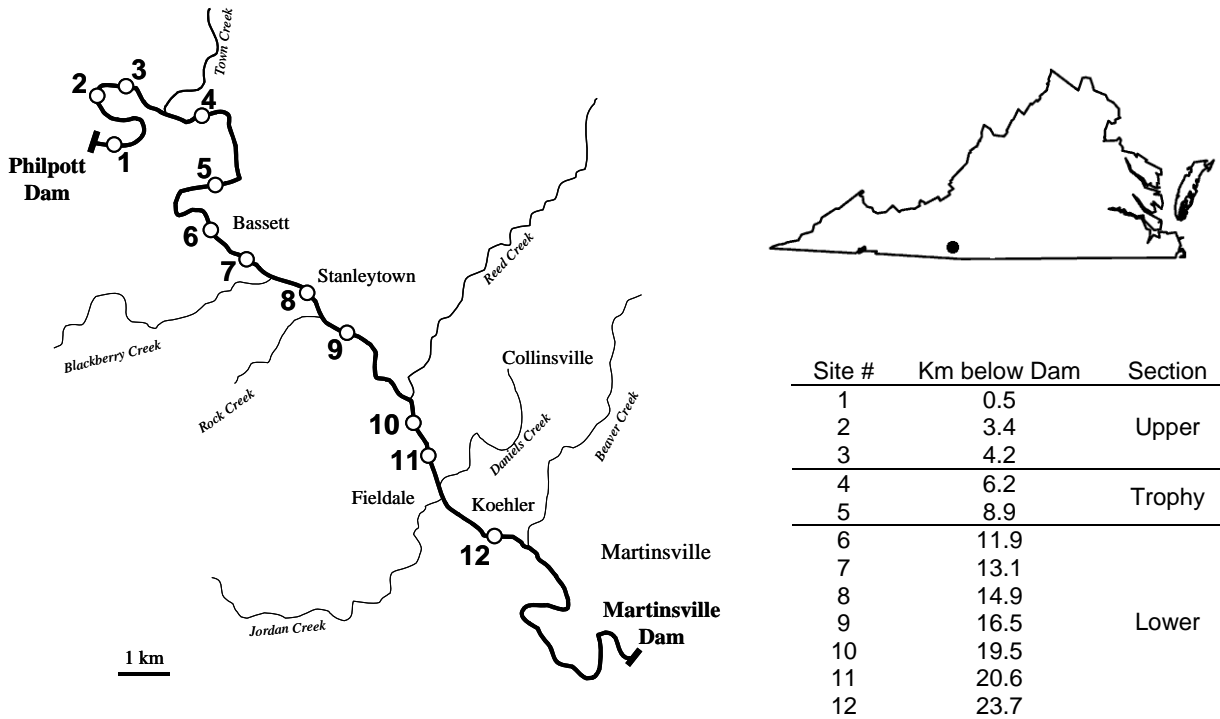 Town Creek
2
3
4
1
Philpott
Dam
5
6
Bassett
7
Stanleytown
8
Reed Creek
9
Blackberry Creek
Rock Creek
Collinsville
10
11
Daniels Creek
Beaver Creek
Fieldale
Koehler
12
Martinsville
Martinsville
Dam
Jordan Creek
1 km
Site # Km below Dam Section
1 0.5
2 3.4 Upper
3 4.2
4 6.2 Trophy
5 8.9
6 11.9
7 13.1
8 14.9
9 16.5 Lower
10 19.5
11 20.6
12 23.7